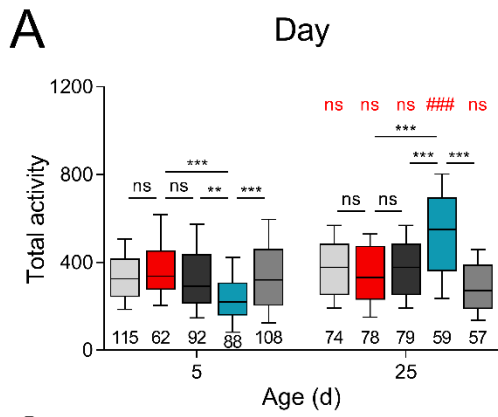 A
Day
Total activity
1200
800
400
0
ns ns ns ### ns
***
*** ***
***
ns ns ** ***
ns ns
115 62 92 88 108
74 78 79 59 57
5 25
Age (d)